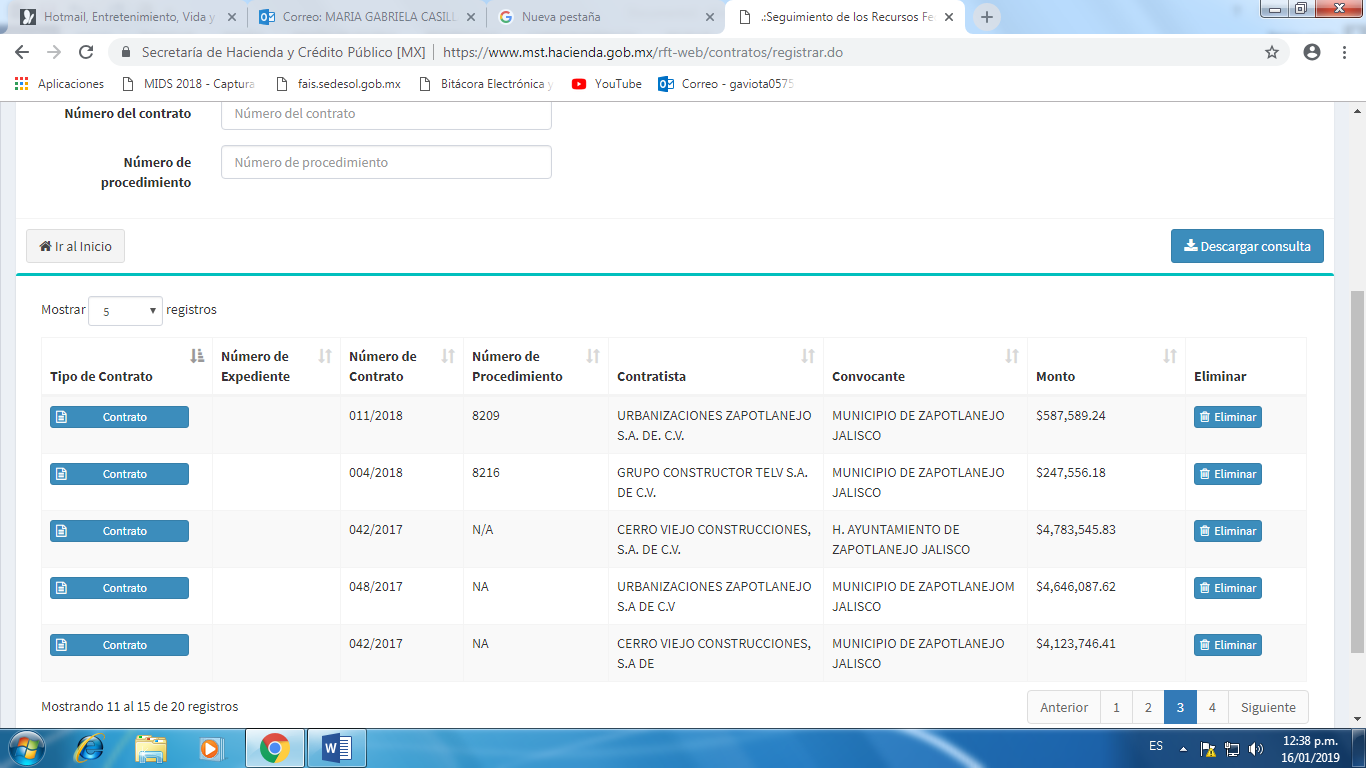 Hotmail, Entretenimiento, Vida y
Correo: MARIA GABRIELA CASILL
Nueva pestaña
.:Seguimiento de los Recursos Fe
Secretaría de Hacienda y Crédito Público [MX] | https://www.mst.hacienda.gob.mx/rft-web/contratos/registrar.do
Aplicaciones
MIDS 2018 - Captura
fais.sedesol.gob.mx
Bitácora Electrónica y
YouTube
Correo - gaviota0575
Número del contrato
Número del contrato
Número de
procedimiento
Número de procedimiento
Ir al Inicio
Descargar consulta
Mostrar 5 registros
Tipo de Contrato
Número de
Expediente
Número de
Contrato
Número de
Procedimiento
Contratista
Convocante
Monto
Eliminar
Contrato 011/2018 8209 URBANIZACIONES ZAPOTLANEJO MUNICIPIO DE ZAPOTLANEJO $587,589.24 Eliminar
S.A. DE. C.V. JALISCO
Contrato 004/2018 8216 GRUPO CONSTRUCTOR TELV S.A. MUNICIPIO DE ZAPOTLANEJO $247,556.18 Eliminar
DE C.V. JALISCO
Contrato 042/2017 N/A CERRO VIEJO CONSTRUCCIONES, H. AYUNTAMIENTO DE $4,783,545.83 Eliminar
S.A. DE C.V. ZAPOTLANEJO JALISCO
Contrato 048/2017 NA URBANIZACIONES ZAPOTLANEJO MUNICIPIO DE ZAPOTLANEJOM $4,646,087.62 Eliminar
S.A DE C.V JALISCO
Contrato 042/2017 NA CERRO VIEJO CONSTRUCCIONES, MUNICIPIO DE ZAPOTLANEJO $4,123,746.41 Eliminar
S.A DE JALISCO
Mostrando 11 al 15 de 20 registros
Anterior 1 2 3 4 Siguiente
ES
12:38 p.m.
16/01/2019